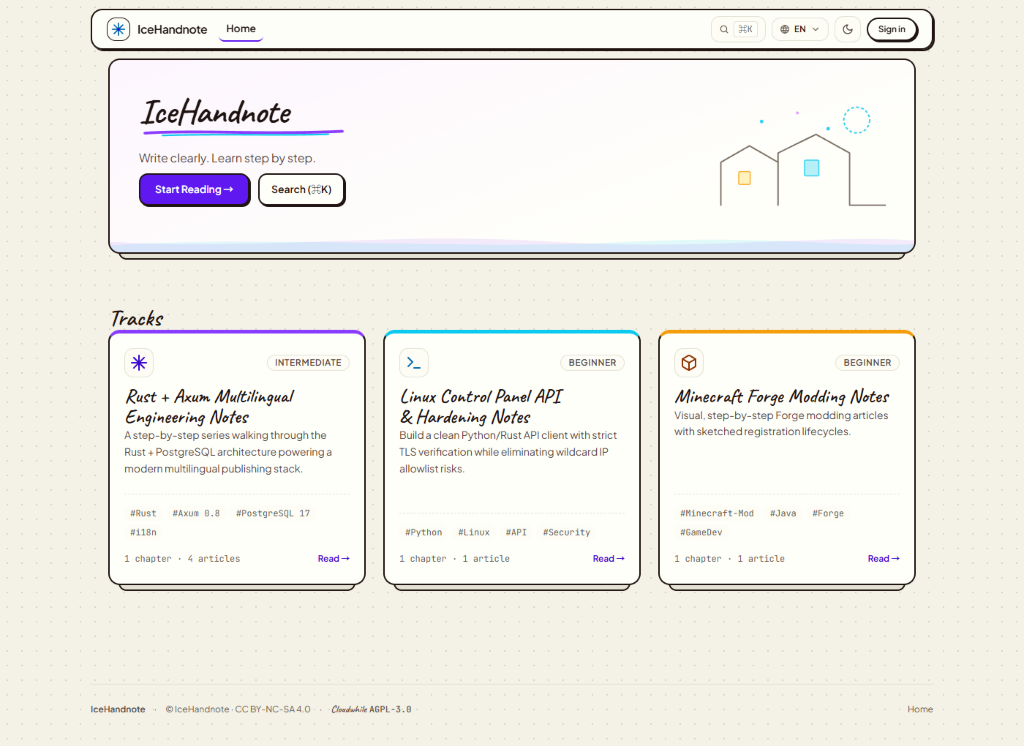 IceHandnote Home ⌘K EN Sign in
IceHandnote
Write clearly. Learn step by step.
Start Reading → Search (⌘K)
Tracks
INTERMEDIATE
Rust + Axum Multilingual
Engineering Notes
A step-by-step series walking through the
Rust + PostgreSQL architecture powering a
modern multilingual publishing stack.
#Rust #Axum 0.8 #PostgreSQL 17
#i18n
1 chapter · 4 articles Read →
BEGINNER
Linux Control Panel API
& Hardening Notes
Build a clean Python/Rust API client with strict
TLS verification while eliminating wildcard IP
allowlist risks.
#Python #Linux #API #Security
1 chapter · 1 article Read →
BEGINNER
Minecraft Forge Modding Notes
Visual, step-by-step Forge modding articles
with sketched registration lifecycles.
#Minecraft-Mod #Java #Forge
#GameDev
1 chapter · 1 article Read →
IceHandnote · © IceHandnote · CC BY-NC-SA 4.0 · Cloudwhile AGPL-3.0 · Home